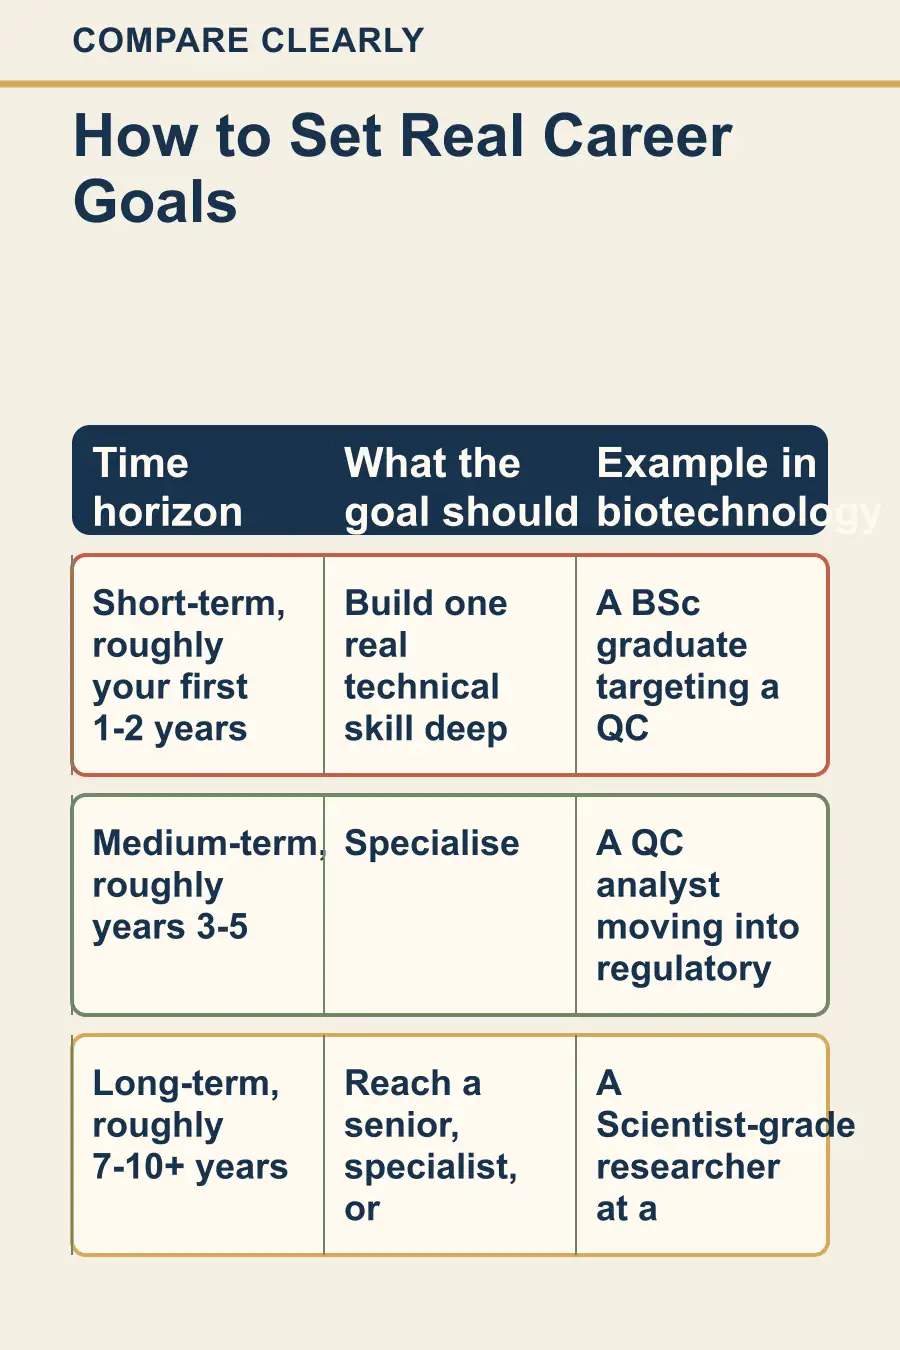 COMPARE CLEARLY
How to Set Real Career
Goals
Time
horizon
What the
goal should
Example in
biotechnology
Short-term,
roughly
your first
1-2 years
Build one
real
technical
skill deep
A BSc
graduate
targeting a
QC
Medium-term,
roughly
years 3-5
Specialise
A QC
analyst
moving into
regulatory
Long-term,
roughly
7-10+ years
Reach a
senior,
specialist,
or
A
Scientist-grade
researcher
at a